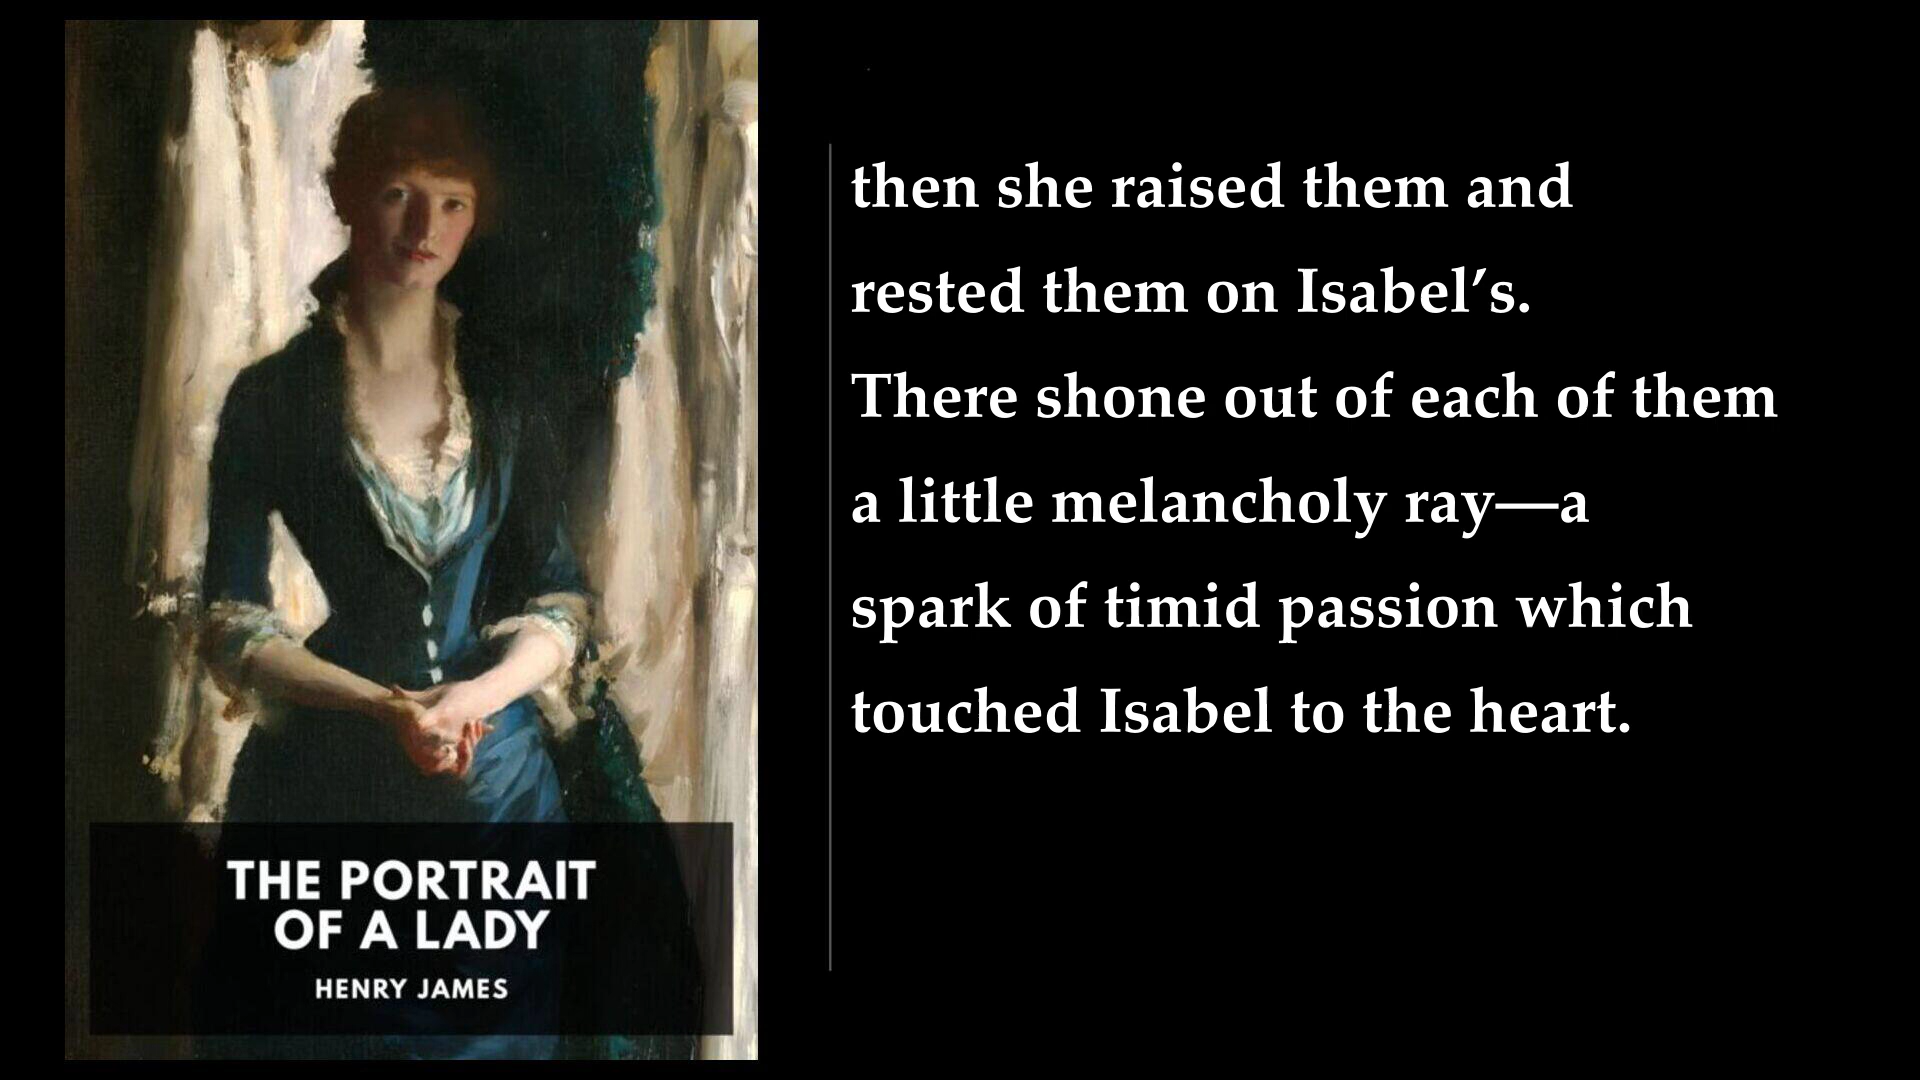 then she raised them and
rested them on Isabel’s.
There shone out of each of them
a little melancholy ray—a
spark of timid passion which
touched Isabel to the heart.
THE PORTRAIT
OF A LADY
HENRY JAMES